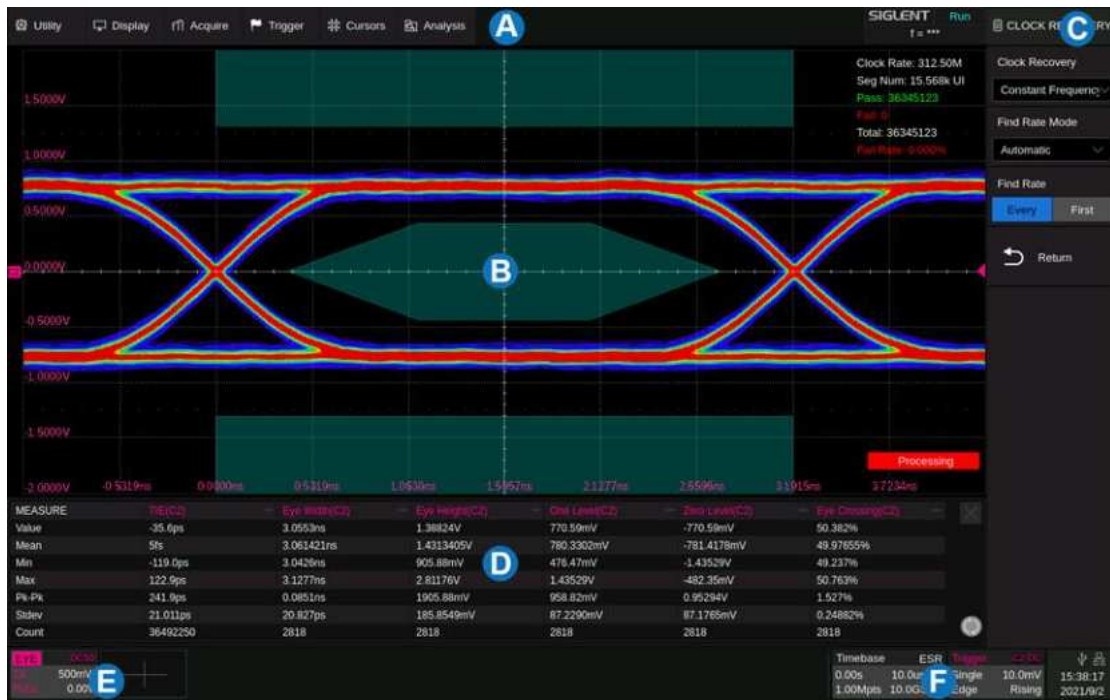 Utility Display Acquire Trigger Cursors Analysis A SIGLENT Run
f = ***
CLOCK RE C RY
Clock Rate: 312.50M
Seg Num: 15.568k UI
Pass: 36345123
Fail: 0
Total: 36345123
Fail Rate: 0.000%
Clock Recovery
Constant Frequency
Find Rate Mode
Automatic
Find Rate
Every First
Return
1.5000V
1.0000V
0.5000V
0.0000V
-0.5000V
-1.0000V
-1.5000V
-2.0000V
B
Processing
-0.5319ns 0.0000ns 0.5319ns 1.0638ns 1.5957ns 2.1277ns 2.6596ns 3.1915ns 3.7234ns
MEASURE TIE(C2) Eye Width(C2) Eye Height(C2) One Level(C2) Zero Level(C2) Eye Crossing(C2)
Value -35.6ps 3.0553ns 1.38824V 770.59mV -770.59mV 50.382%
Mean 5fs 3.061421ns 1.4313405V 780.3302mV -781.4178mV 49.97655%
Min -119.0ps 3.0426ns 905.88mV 476.47mV -1.43529V 49.237%
Max 122.9ps 3.1277ns 2.81176V 1.43529V -482.35mV 50.763%
Pk-Pk 241.9ps 0.0851ns 1905.88mV 958.82mV 0.95294V 1.527%
Stdev 21.011ps 20.827ps 185.8549mV 87.2290mV 87.1765mV 0.24882%
Count 36492250 2818 2818 2818 2818 2818
D
EYE DC50
500mV
0.00V
E
Timebase ESR
0.00s 10.0us
1.00Mpts 10.0G
F
Trigger C2 DC
Single 10.0mV
Edge Rising
15:38:17
2021/9/5